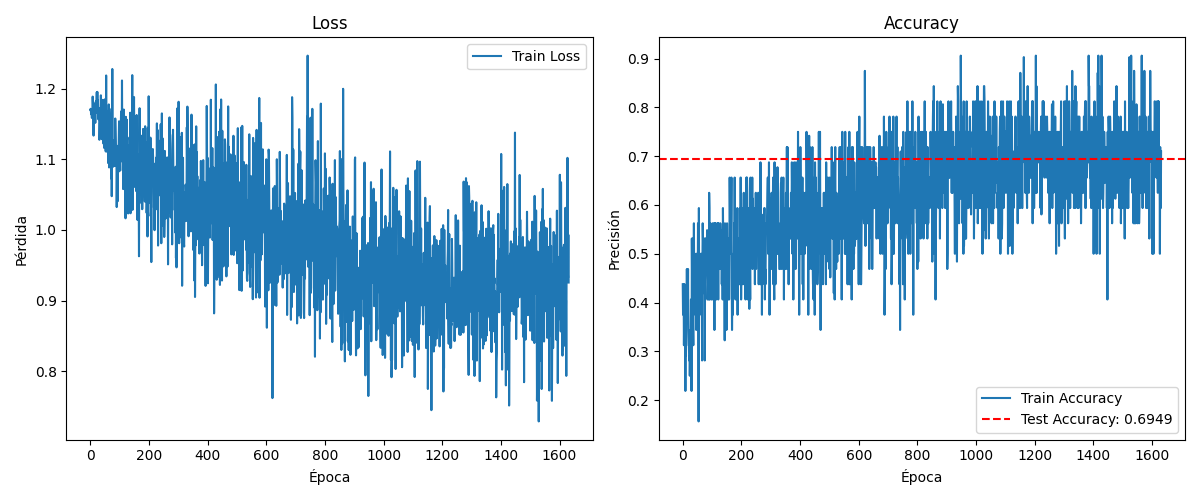 Loss
Train Loss
Pérdida
1.2
1.1
1.0
0.9
0.8
0 200 400 600 800 1000 1200 1400 1600
Época
Accuracy
Precisión
0.9
0.8
0.7
0.6
0.5
0.4
0.3
0.2
Train Accuracy
Test Accuracy: 0.6949
0 200 400 600 800 1000 1200 1400 1600
Época